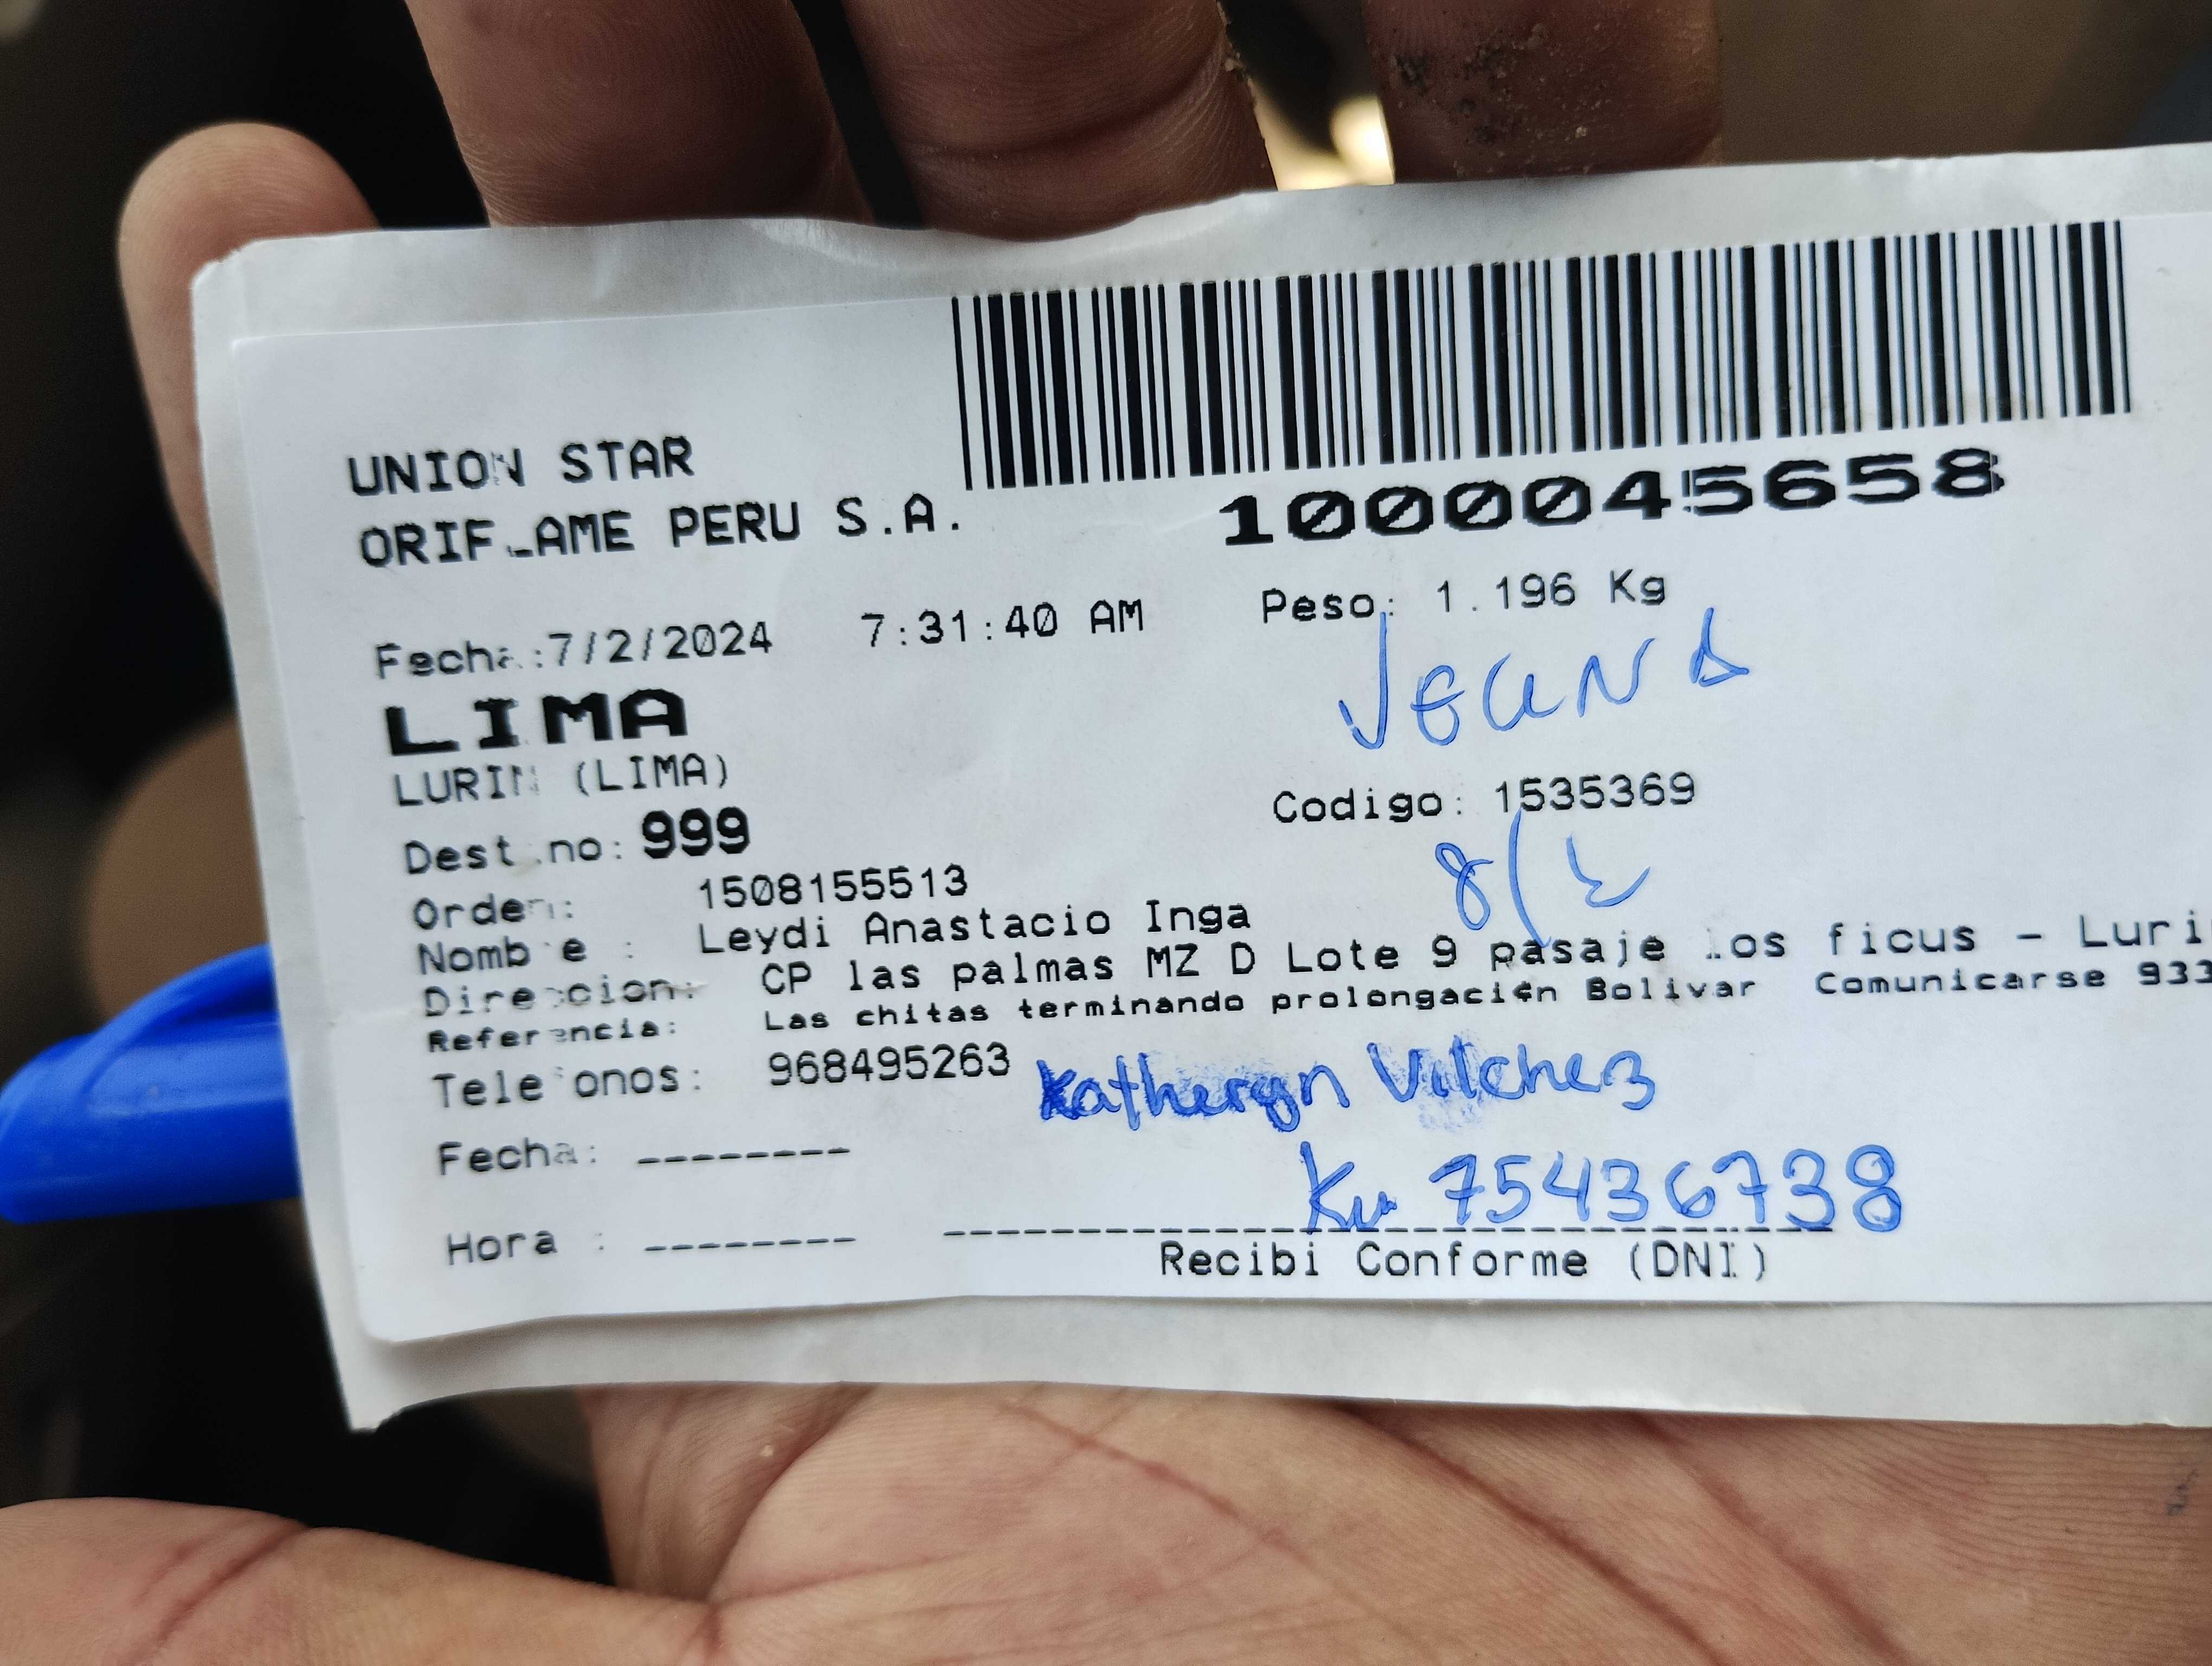 UNION STAR
ORIFLAME PERU S.A.
1000045658
Fecha:7/2/2024 7:31:40 AM Peso: 1.196 Kg
LIMA
LURIN (LIMA)
Codigo: 1535369
Destino: 999
Orden: 1508155513
Nombre : Leydi Anastacio Inga
Direccion: CP las palmas MZ D Lote 9 pasaje los ficus - Luri
Referencia: Las chitas terminando prolongación Bolivar Comunicarse 933
Telefonos: 968495263 Katheryn Vilchez
Fecha: --------
75436738
Hora : --------
Recibi Conforme (DNI)